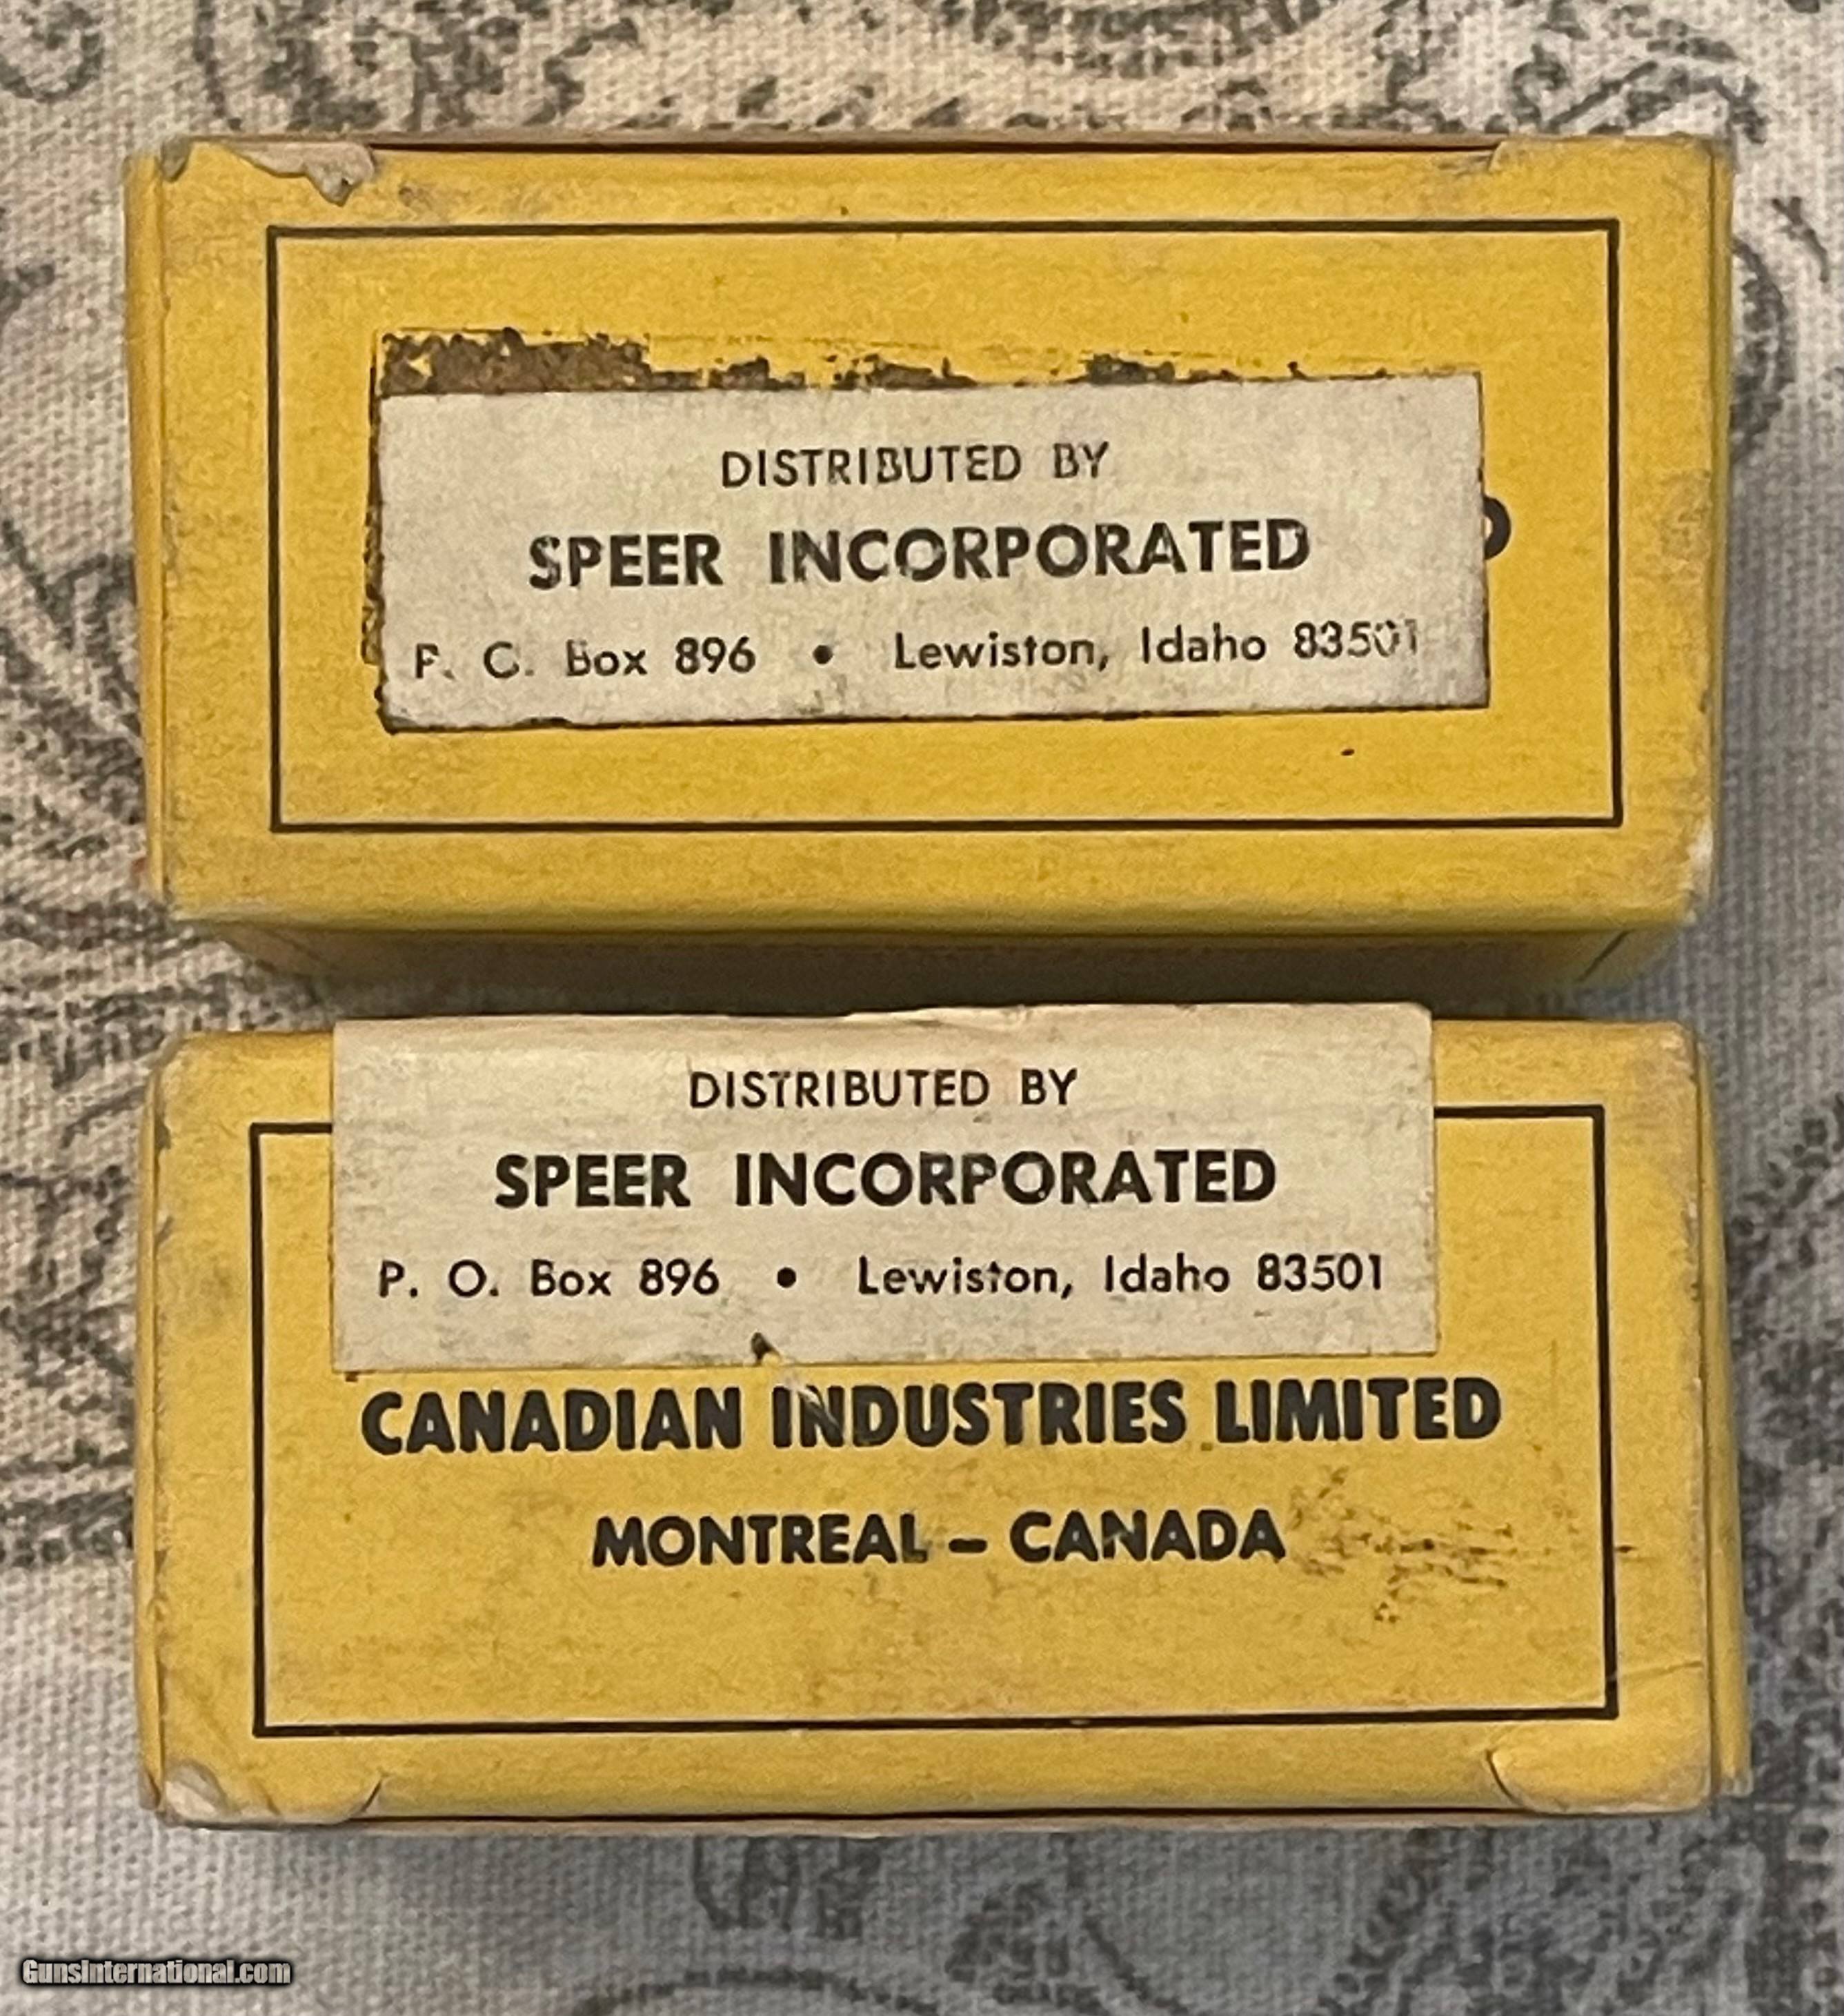 DISTRIBUTED BY
SPEER INCORPORATED
P. O. Box 896 • Lewiston, Idaho 83501
DISTRIBUTED BY
SPEER INCORPORATED
P. O. Box 896 • Lewiston, Idaho 83501
CANADIAN INDUSTRIES LIMITED
MONTREAL – CANADA
GunsInternational.com